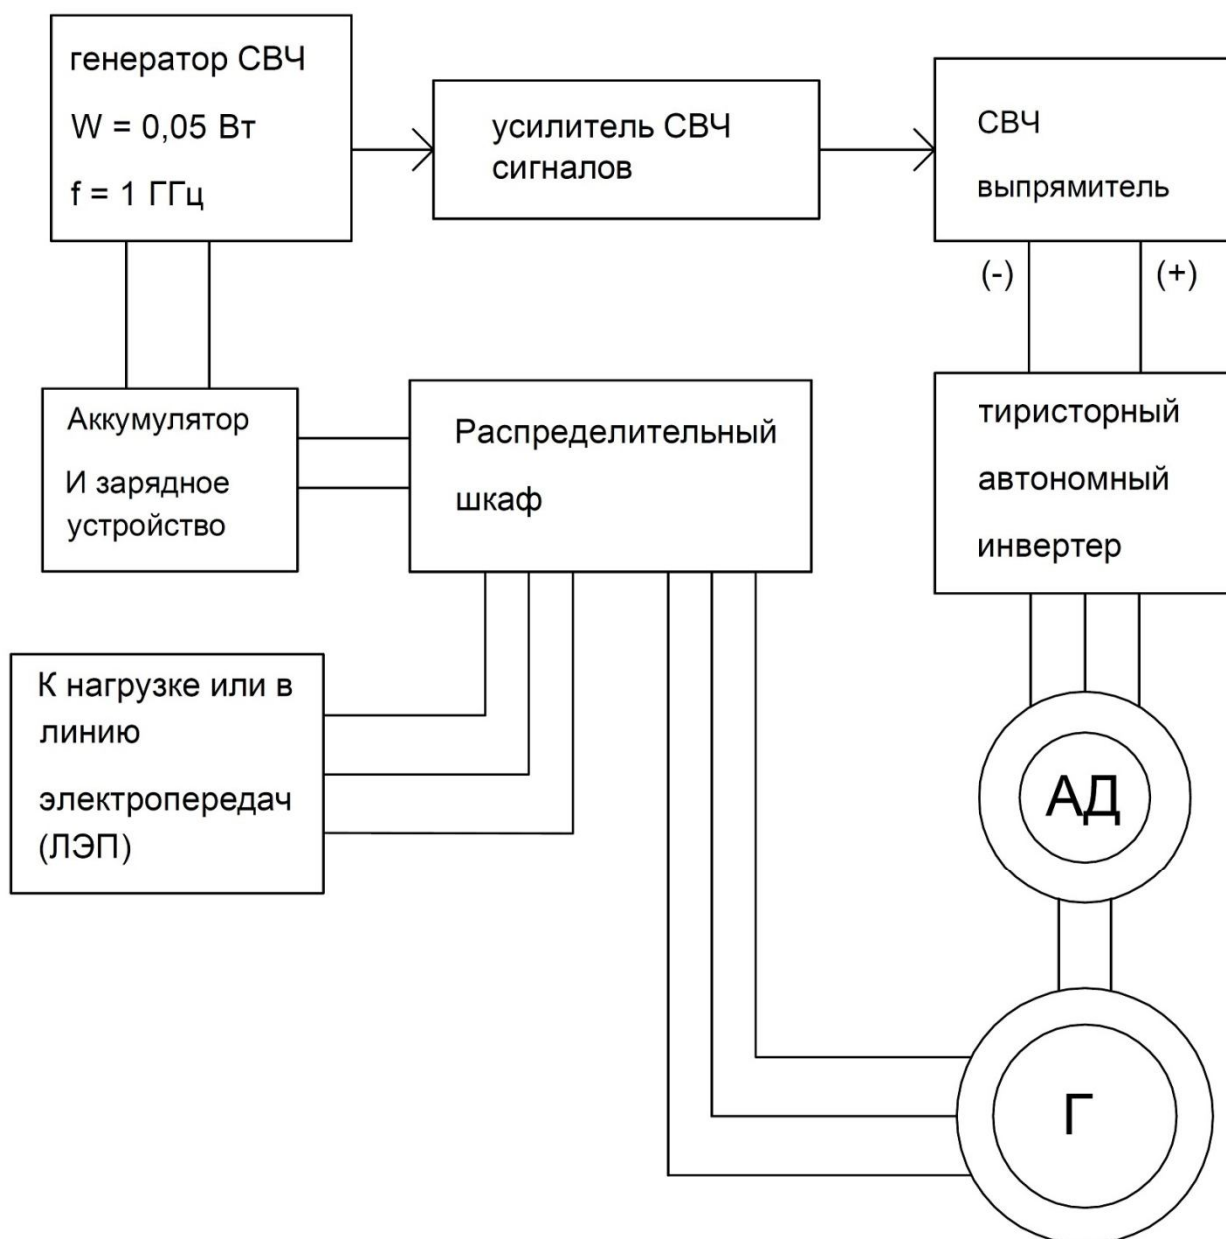 генератор СВЧ
W = 0,05 Вт
f = 1 ГГц
усилитель СВЧ
сигналов
СВЧ
выпрямитель
(-)
(+)
Аккумулятор
И зарядное
устройство
Распределительный
шкаф
тиристорный
автономный
инвертер
К нагрузке или в
линию
электропередач
(ЛЭП)
АД
Г